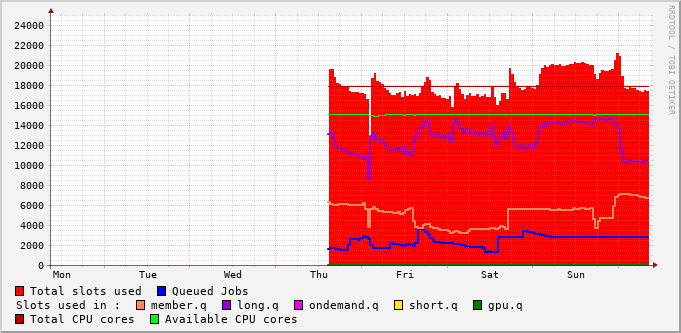 24000
22000
20000
18000
16000
14000
12000
10000
8000
6000
4000
2000
0
Mon Tue Wed Thu Fri Sat Sun
Total slots used Queued Jobs
Slots used in : member.q long.q ondemand.q short.q gpu.q
Total CPU cores Available CPU cores
RRDTOOL / TOBI OETIKER